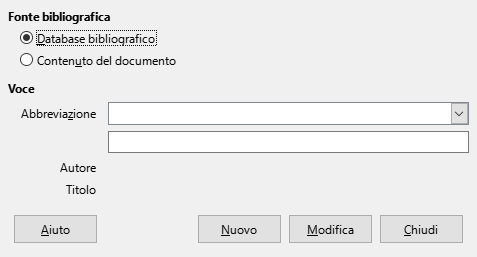 Fonte bibliografica
Database bibliografico
Contenuto del documento
Voce
Abbreviazione
Autore
Titolo
Aiuto Nuovo Modifica Chiudi